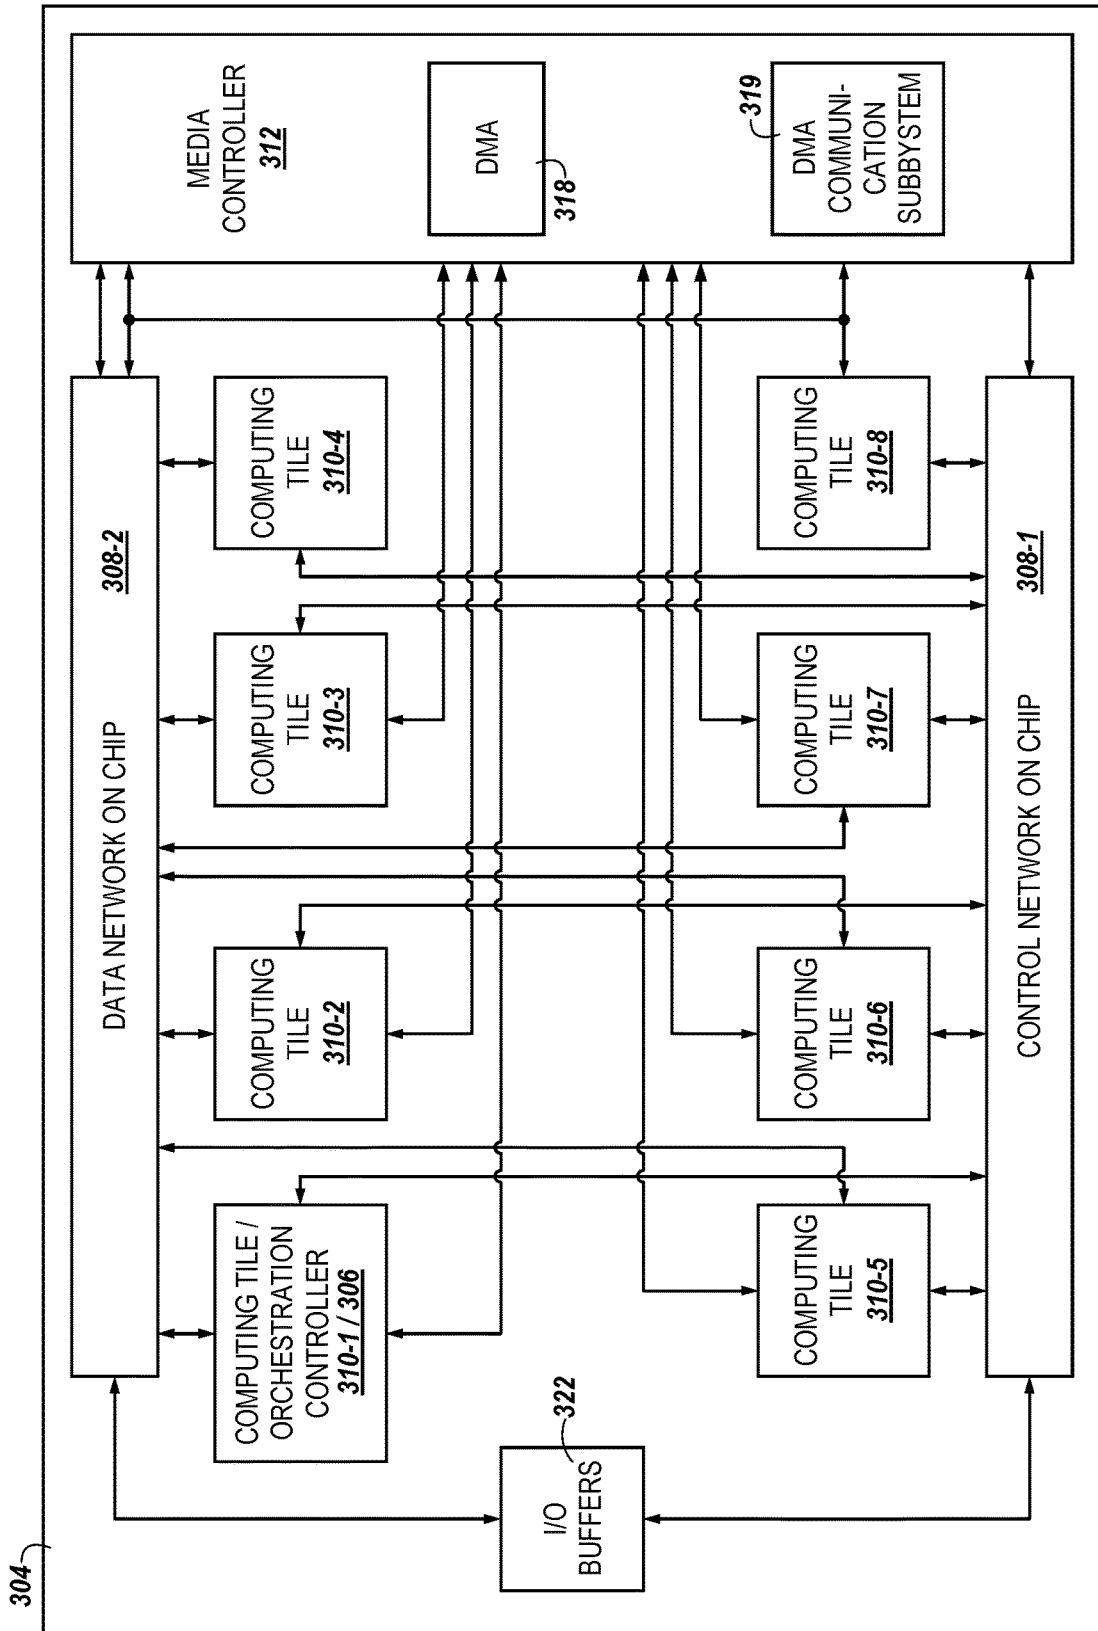 304
DATA NETWORK ON CHIP
308-2
COMPUTING TILE /
ORCHESTRATION
CONTROLLER
310-1 / 306
COMPUTING
TILE
310-2
COMPUTING
TILE
310-3
COMPUTING
TILE
310-4
MEDIA
CONTROLLER
312
DMA
318
319
DMA
COMMUNI-
CATION
SUBBYSTEM
322
I/O
BUFFERS
COMPUTING
TILE
310-5
COMPUTING
TILE
310-6
COMPUTING
TILE
310-7
COMPUTING
TILE
310-8
CONTROL NETWORK ON CHIP
308-1